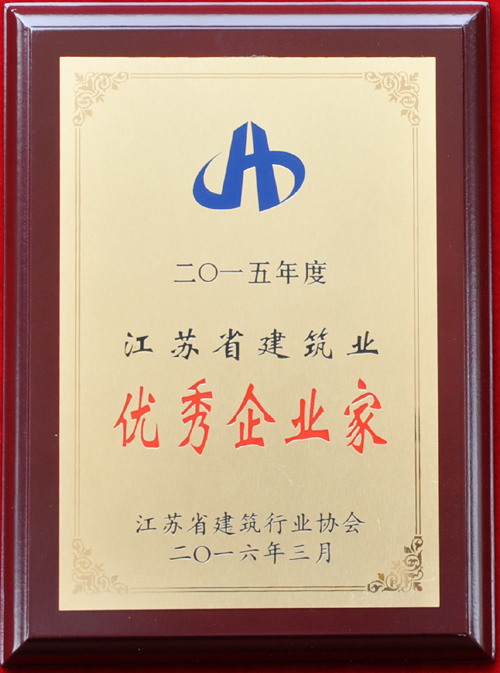 二〇一五年度
江苏省建筑业
优秀企业家
江苏省建筑行业协会
二〇一六年三月